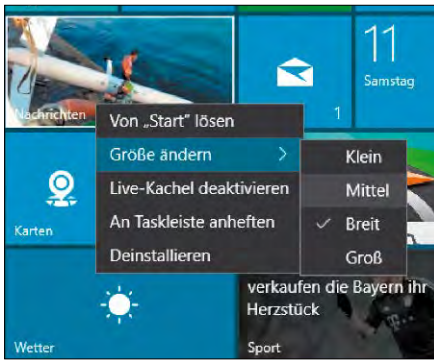 11
Samstag
Nachrichten
1
Von „Start" lösen
Größe ändern
Live-Kachel deaktivieren
An Taskleiste anheften
Deinstallieren
Klein
Mittel
Breit
Groß
Karten
verkaufen die Bayern ihr
Herzstück
Wetter
Sport